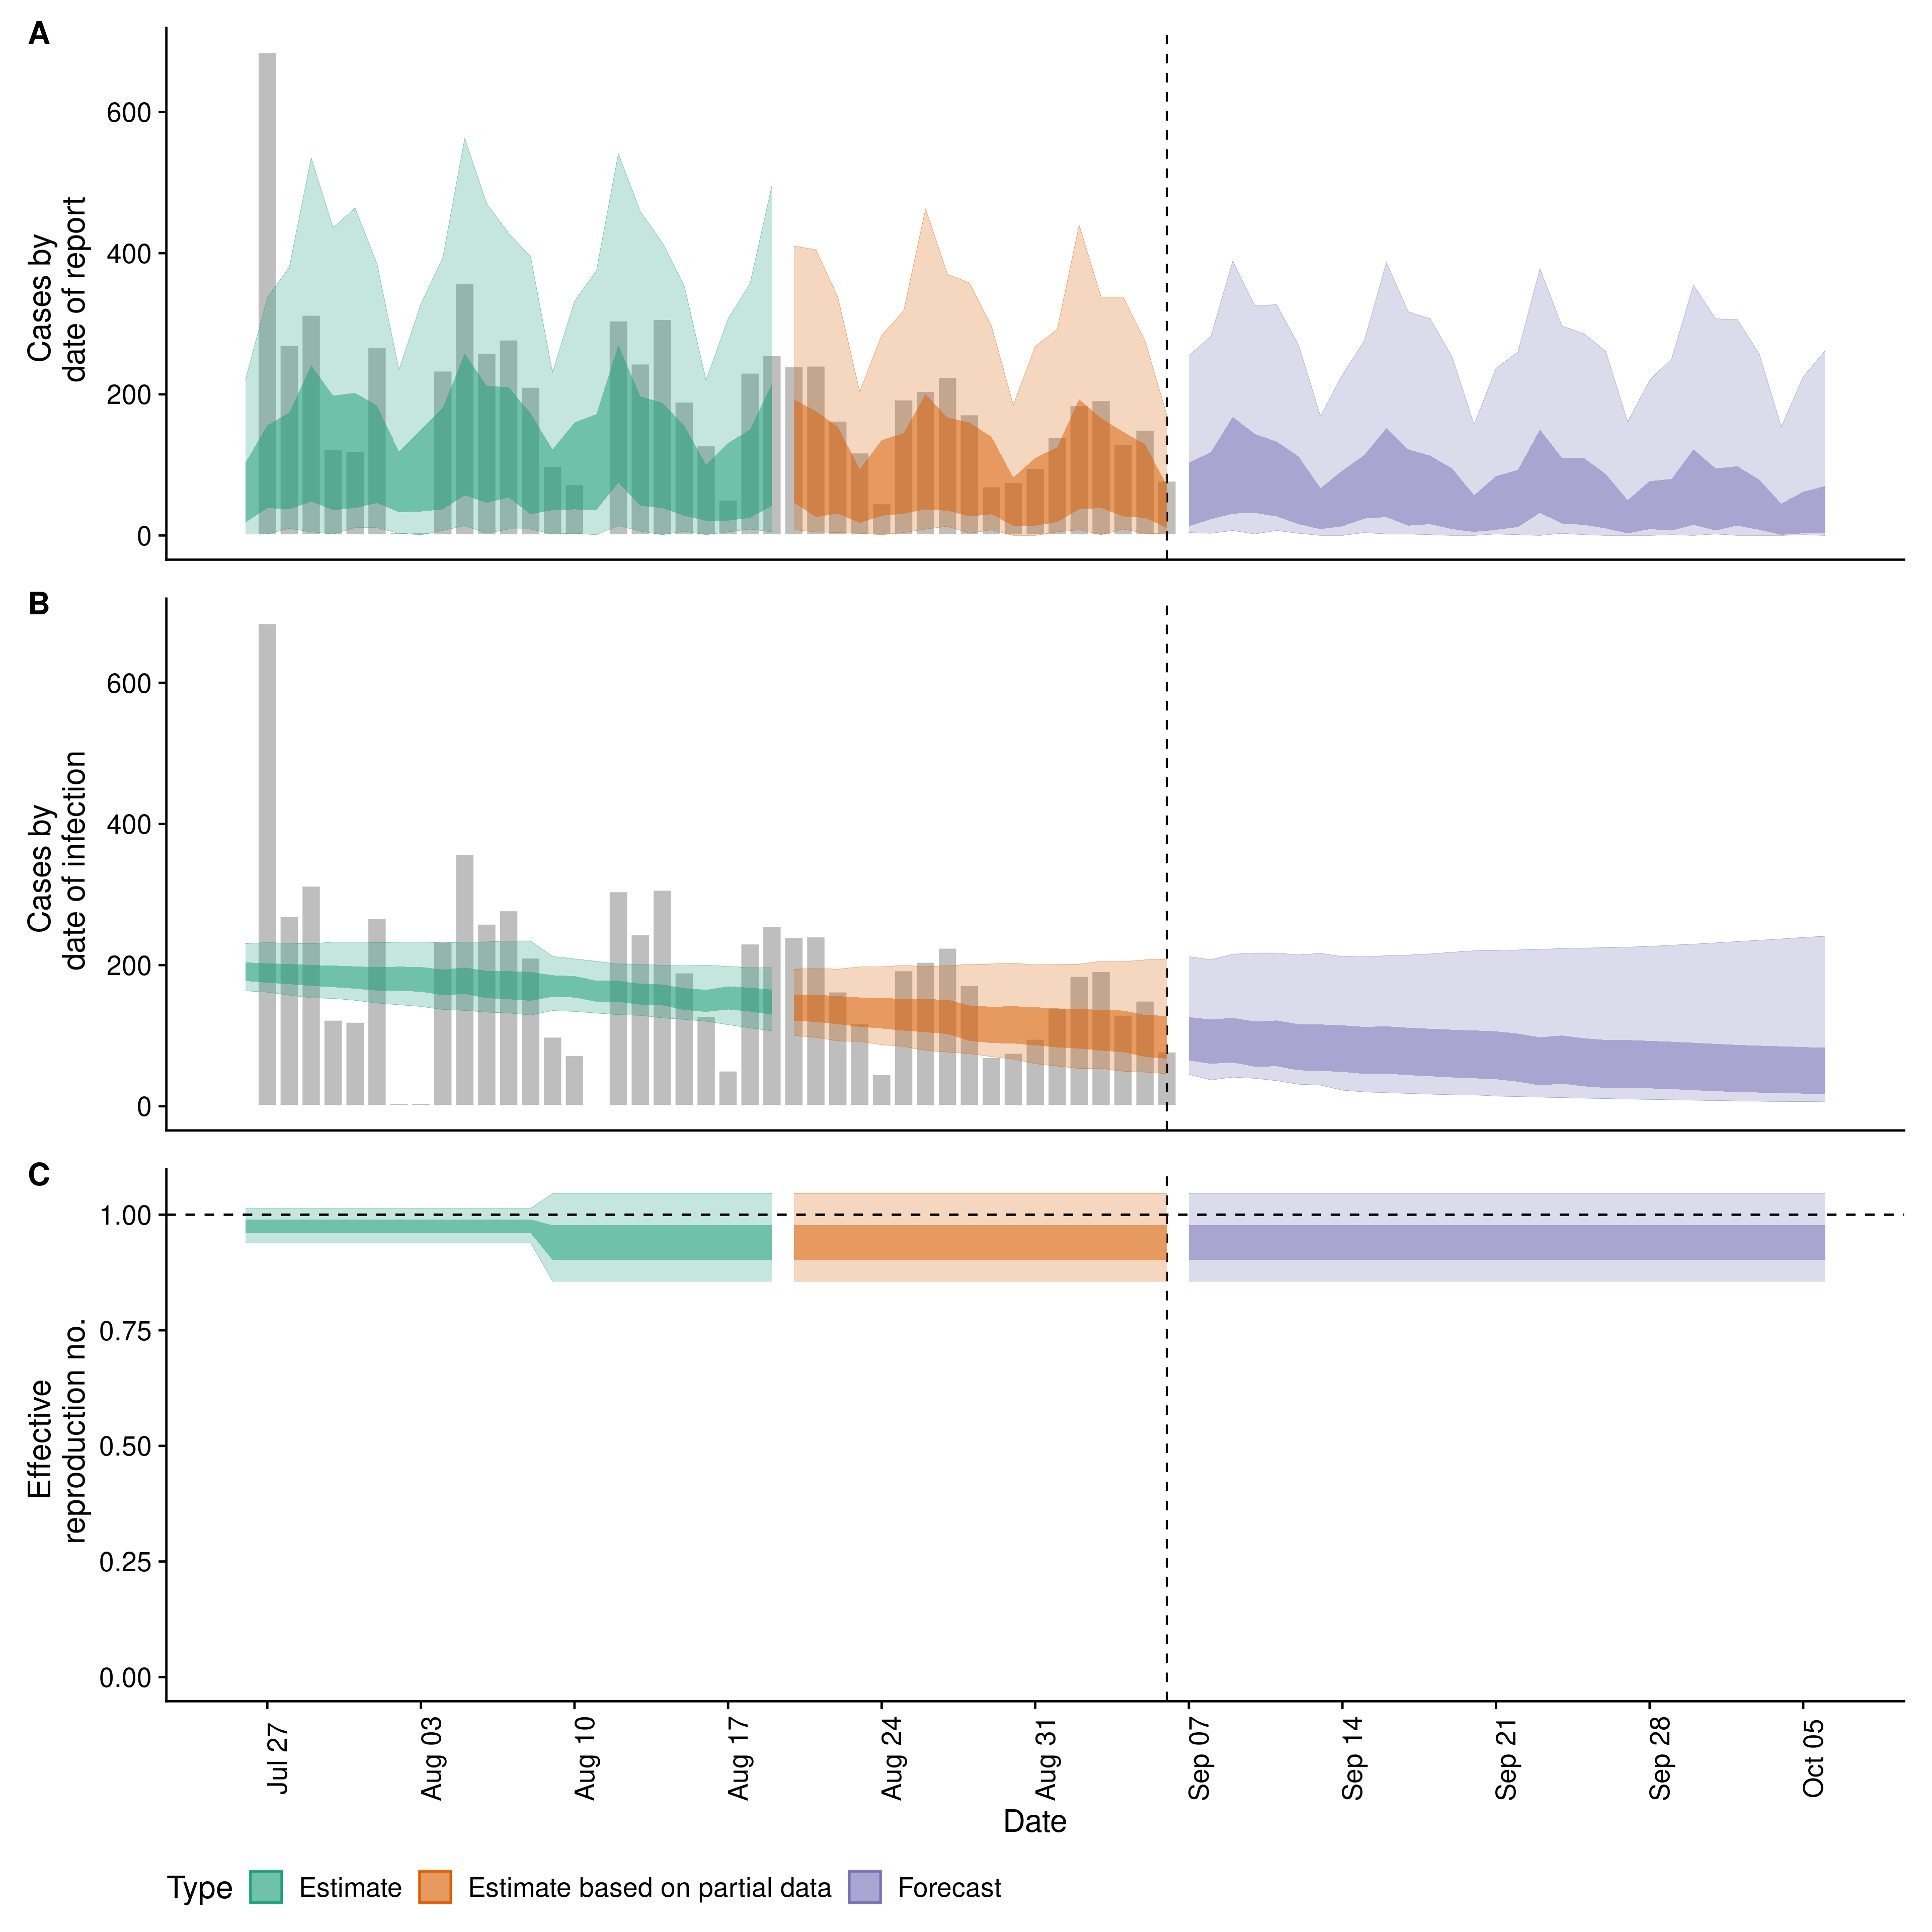 A
Cases by
date of report
600
400
200
0
B
Cases by
date of infection
600
400
200
0
C
Effective
reproduction no.
1.00
0.75
0.50
0.25
0.00
Jul 27
Aug 03
Aug 10
Aug 17
Aug 24
Aug 31
Sep 07
Sep 14
Sep 21
Sep 28
Oct 05
Date
Type Estimate Estimate based on partial data Forecast